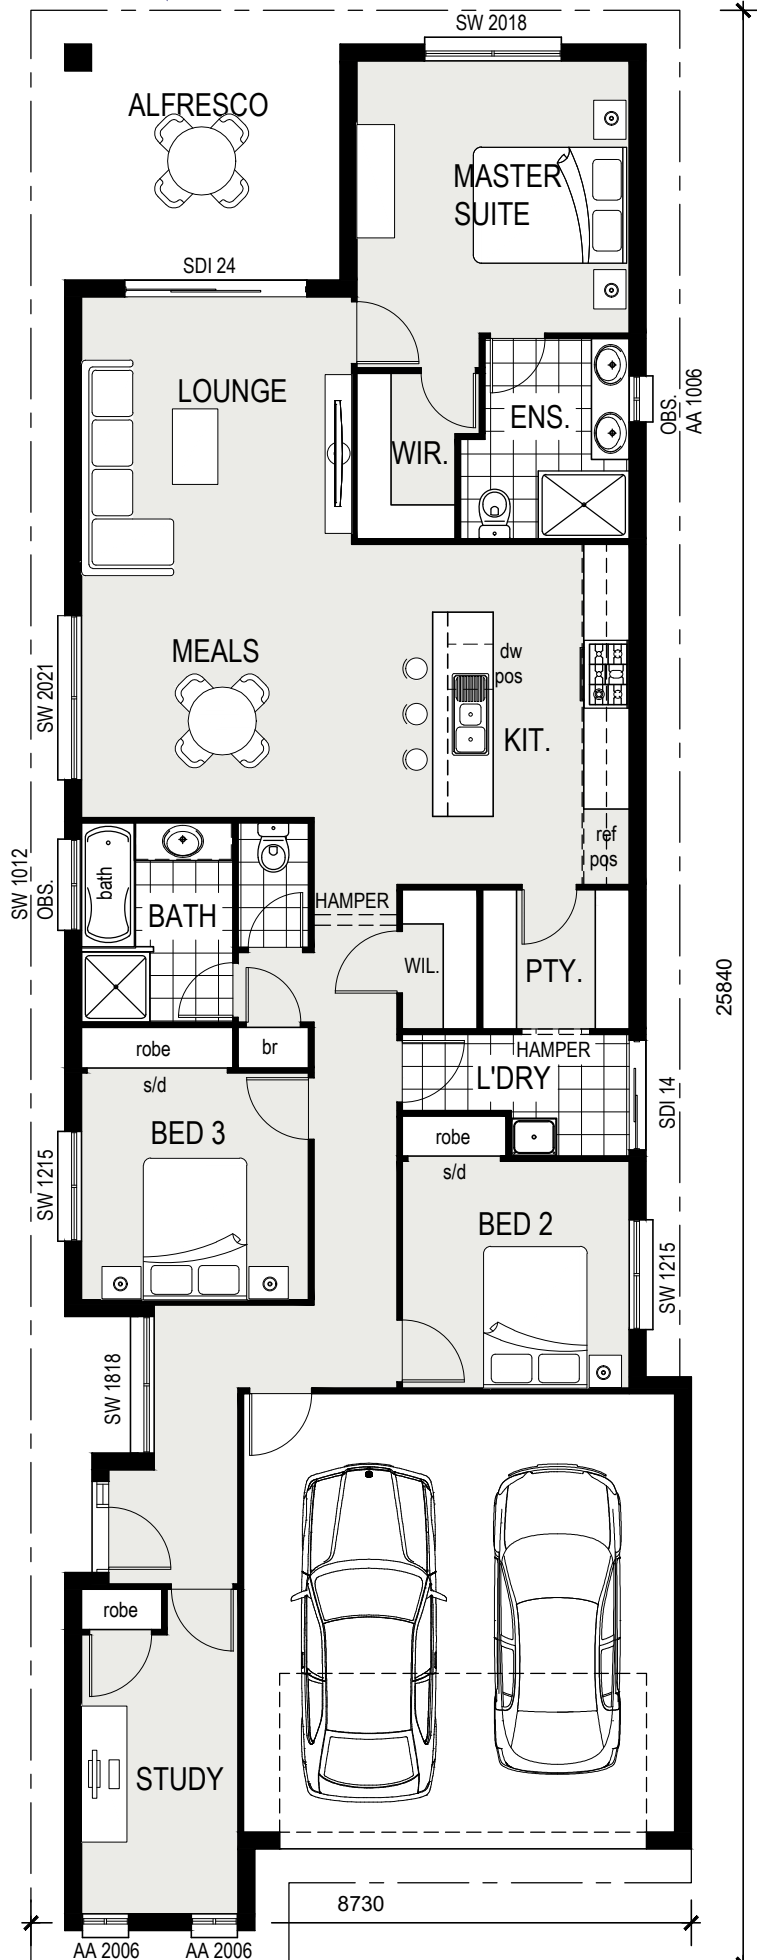 SW 2018
ALFRESCO
MASTER
SUITE
SDI 24
LOUNGE
WIR.
ENS.
OBS.
AA 1006
MEALS
SW 2021
dw
pos
KIT.
ref
pos
SW 1012
OBS.
bath
BATH
HAMPER
WIL.
PTY.
25840
robe
br
s/d
HAMPER
L'DRY
SDI 14
BED 3
SW 1215
robe
s/d
BED 2
SW 1215
SW 1818
robe
STUDY
8730
AA 2006
AA 2006